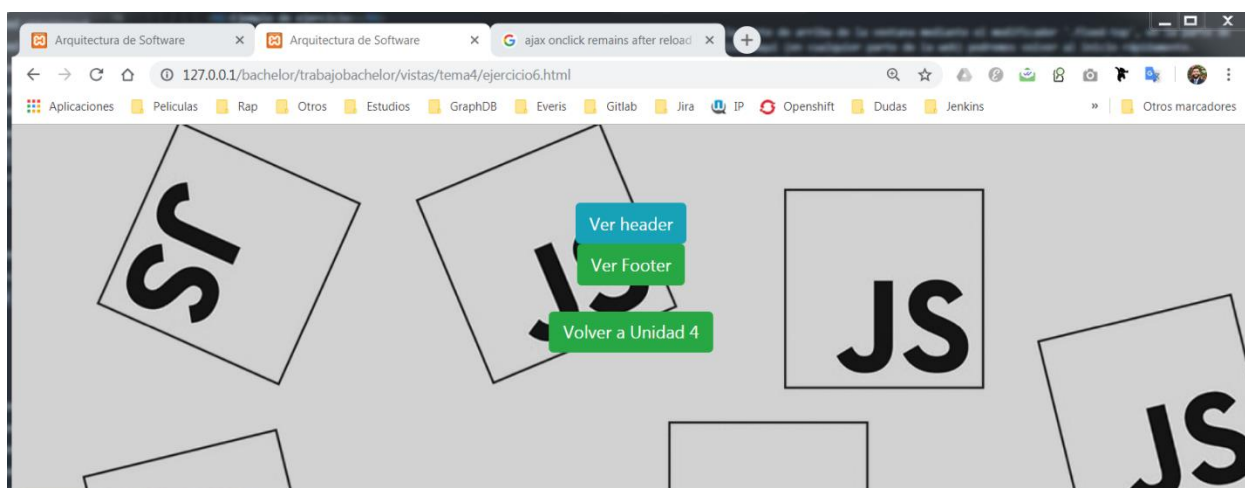 Arquitectura de Software
Arquitectura de Software
ajax onclick remains after reload
127.0.0.1/bachelor/trabajobachelor/vistas/tema4/ejercicio6.html
Aplicaciones Peliculas Rap Otros Estudios GraphDB Everis Gitlab Jira IP Openshift Dudas Jenkins » Otros marcadores
JS
JS
JS
JS
Ver header
Ver Footer
Volver a Unidad 4